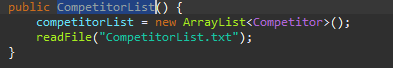 public CompetitorList() {
competitorList = new ArrayList<Competitor>();
readFile("CompetitorList.txt");
}